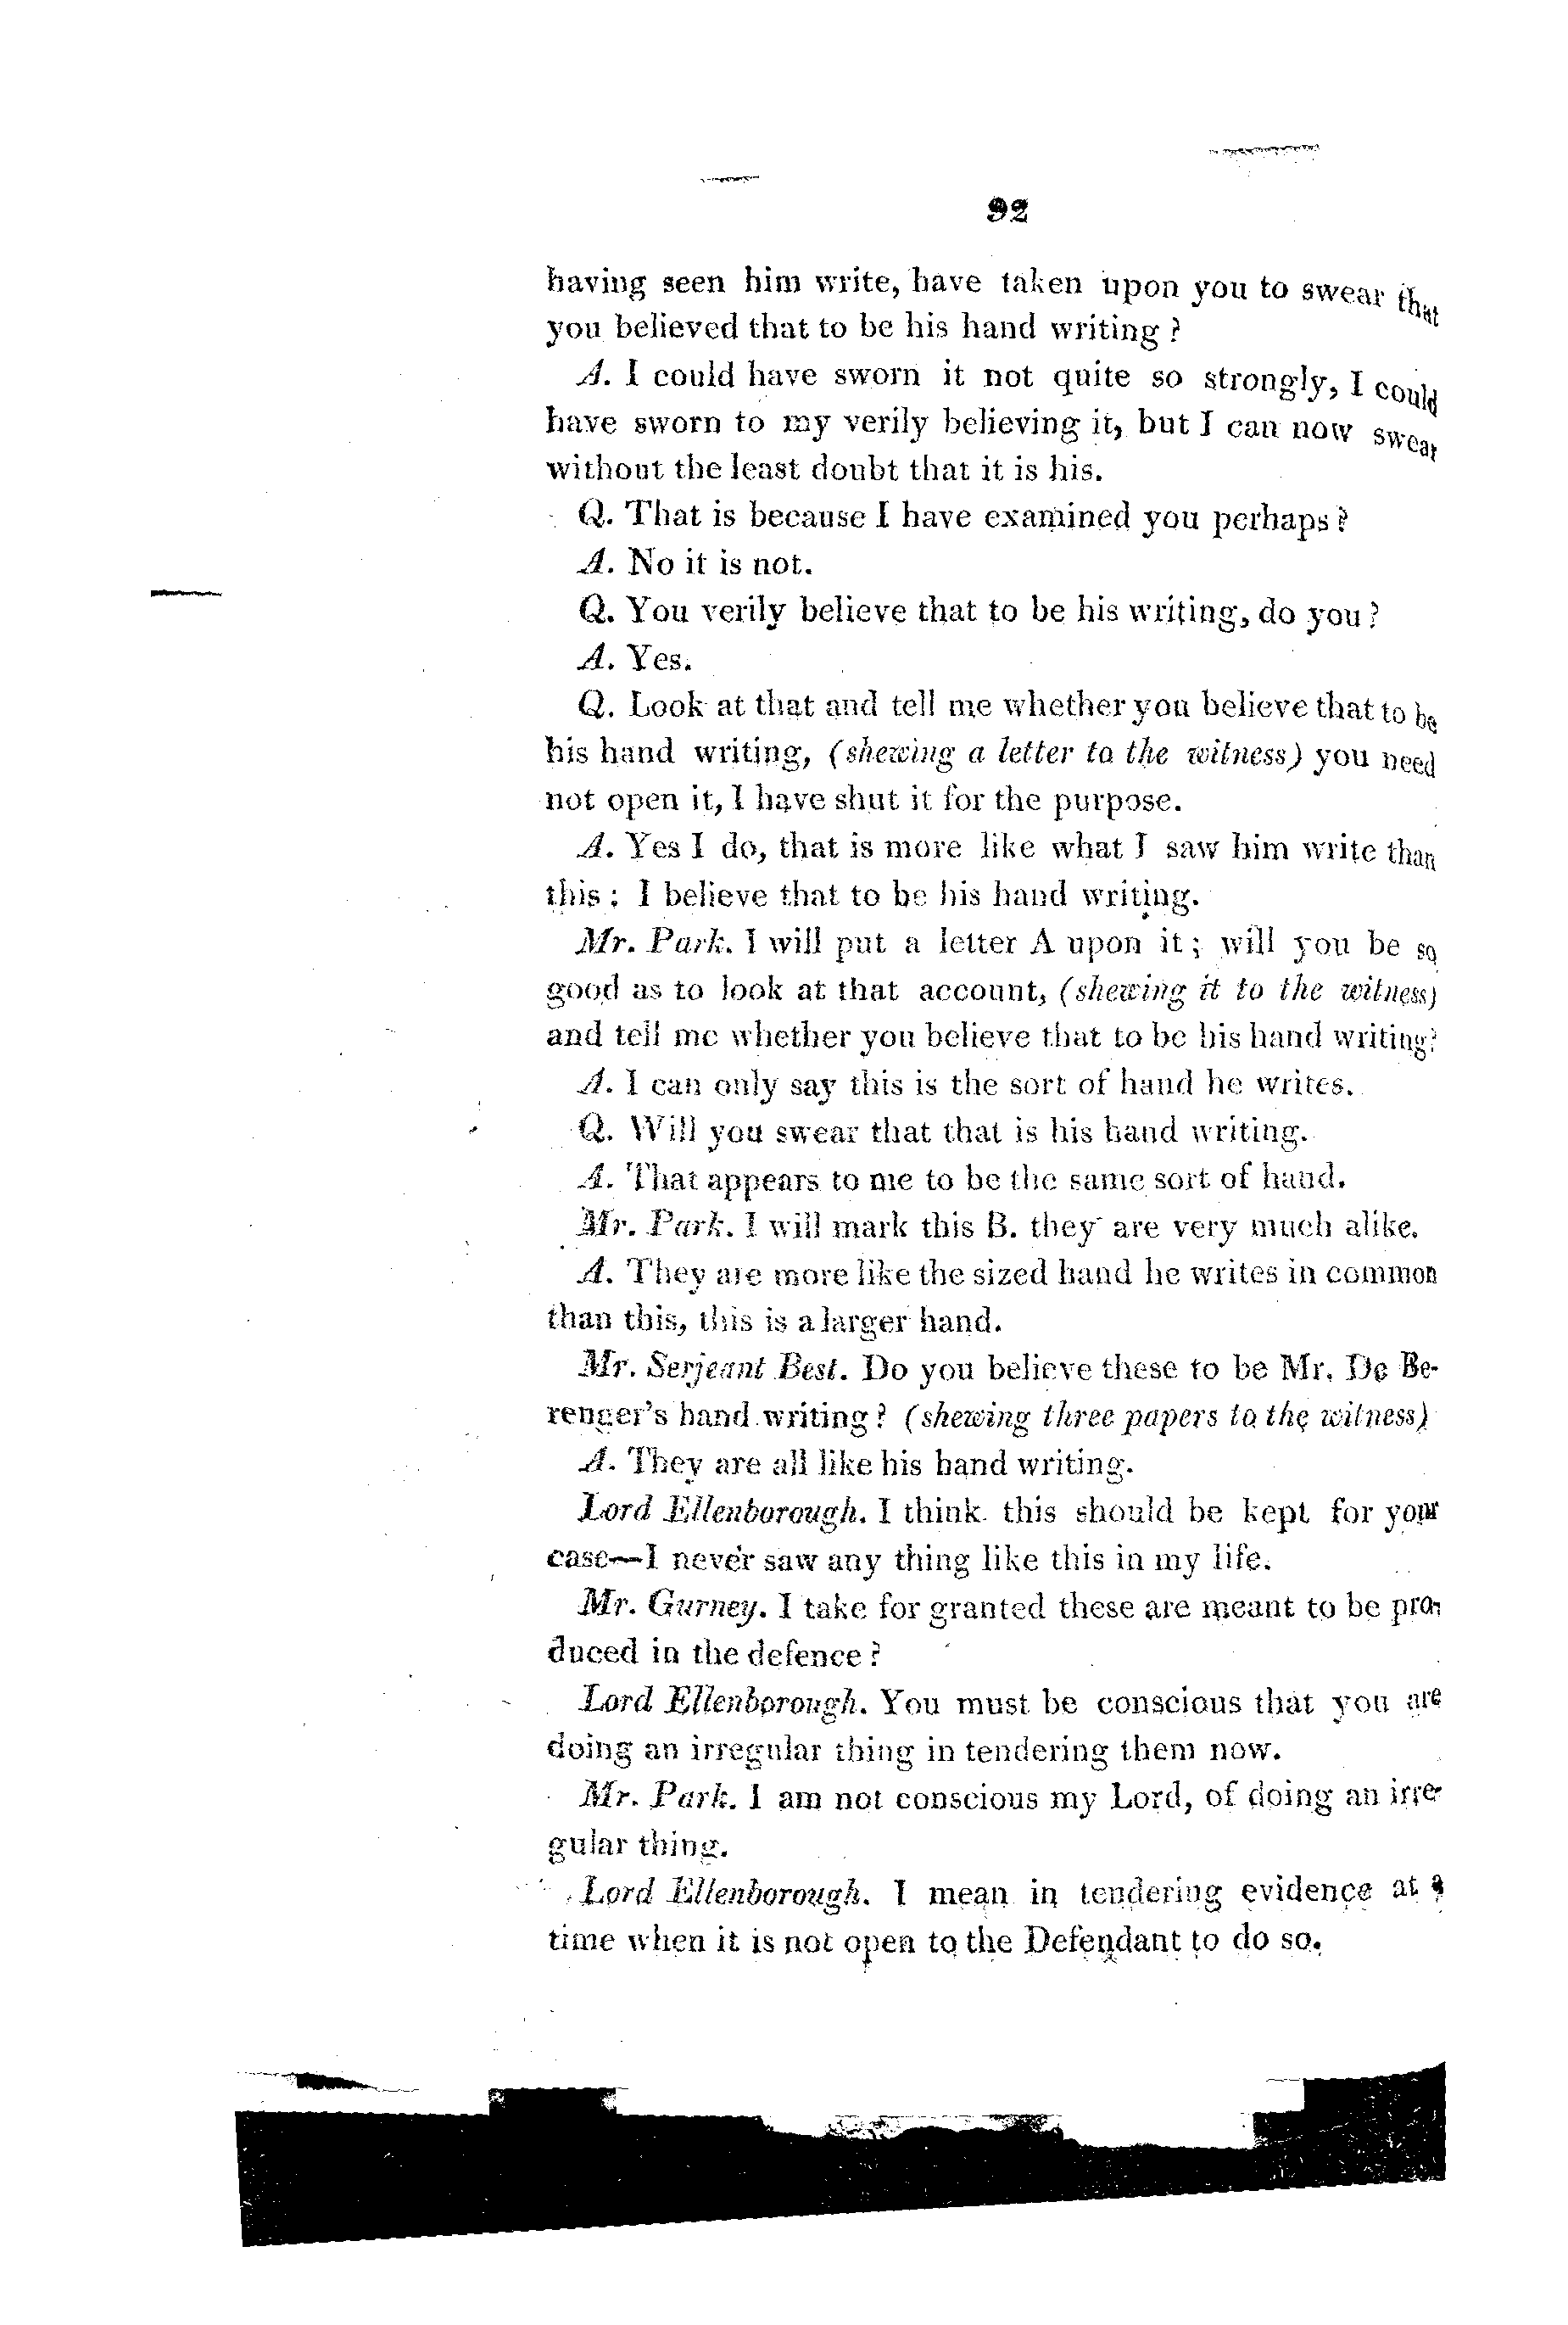 92
having seen him write, have taken upon you to swear that
you believed that to be his hand writing?
A. I could have sworn it not quite so strongly, I could
have sworn to my verily believing it, but I can now swear
without the least doubt that it is his.
Q. That is because I have examined you perhaps?
A. No it is not.
Q. You verily believe that to be his writing, do you?
A. Yes.
Q. Look at that and tell me whether you believe that to be
his hand writing, (shewing a letter to the witness) you need
not open it, I have shut it for the purpose.
A. Yes I do, that is more like what I saw him write than
this: I believe that to be his hand writing.
Mr. Park. I will put a letter A upon it; will you be so
good as to look at that account, (shewing it to the witness)
and tell me whether you believe that to be his hand writing?
A. I can only say this is the sort of hand he writes.
Q. Will you swear that that is his hand writing.
A. That appears to me to be the same sort of hand.
Mr. Park. I will mark this B. they are very much alike.
A. They are more like the sized hand he writes in common
than this, this is a larger hand.
Mr. Serjeant Best. Do you believe these to be Mr. De Be-
renger's hand writing? (shewing three papers to the witness)
A. They are all like his hand writing.
Lord Ellenborough. I think this should be kept for your
case—I never saw any thing like this in my life.
Mr. Gurney. I take for granted these are meant to be pro-
duced in the defence?
Lord Ellenborough. You must be conscious that you are
doing an irregular thing in tendering them now.
Mr. Park. I am not conscious my Lord, of doing an irre-
gular thing.
Lord Ellenborough. I mean in tendering evidence at a
time when it is not open to the Defendant to do so.